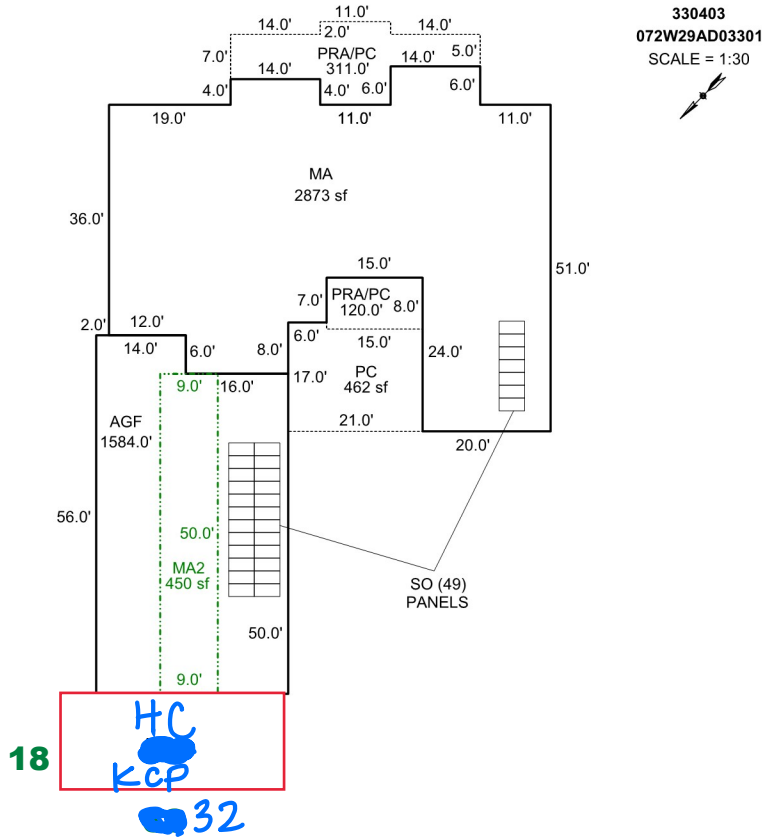 330403
072W29AD03301
SCALE = 1:30
11.0'
14.0' 2.0' 14.0'
7.0' PRA/PC 5.0'
14.0' 311.0' 14.0'
4.0' 4.0' 6.0' 6.0'
19.0' 11.0' 11.0'
MA
2873 sf
36.0'
15.0'
51.0'
7.0' PRA/PC 8.0'
120.0'
2.0' 12.0' 6.0' 15.0'
14.0' 6.0' 8.0' 24.0'
9.0' 16.0' 17.0' PC
462 sf
AGF 21.0'
1584.0' 20.0'
56.0' 50.0'
MA2
450 sf
SO (49)
PANELS
50.0'
9.0'
HC
18
KCP
32